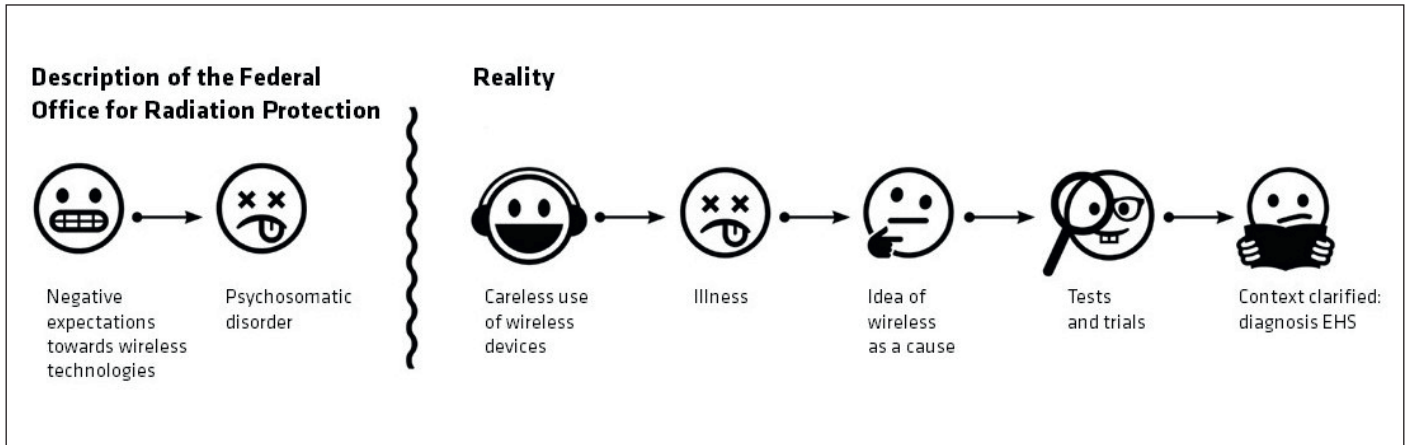 Description of the Federal
Office for Radiation Protection
Negative
expectations
towards wireless
technologies
Psychosomatic
disorder
Reality
Careless use
of wireless
devices
Illness
Idea of
wireless
as a cause
Tests
and trials
Context clarified:
diagnosis EHS